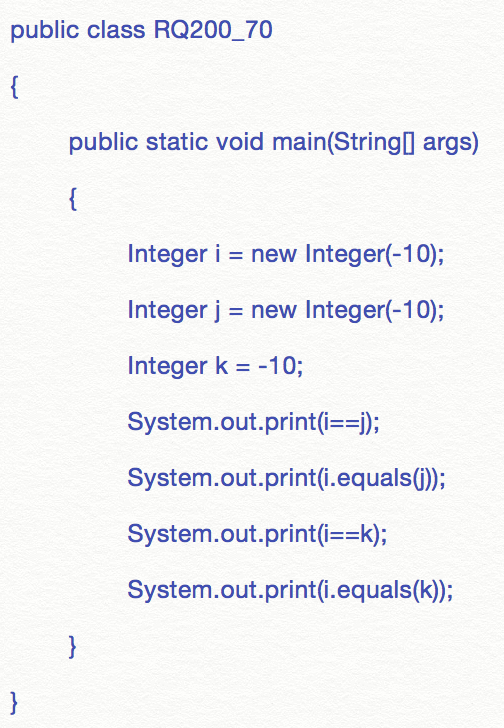 public class RQ200_70
{
public static void main(String[] args)
{
Integer i = new Integer(-10);
Integer j = new Integer(-10);
Integer k = -10;
System.out.print(i==j);
System.out.print(i.equals(j));
System.out.print(i==k);
System.out.print(i.equals(k));
}
}